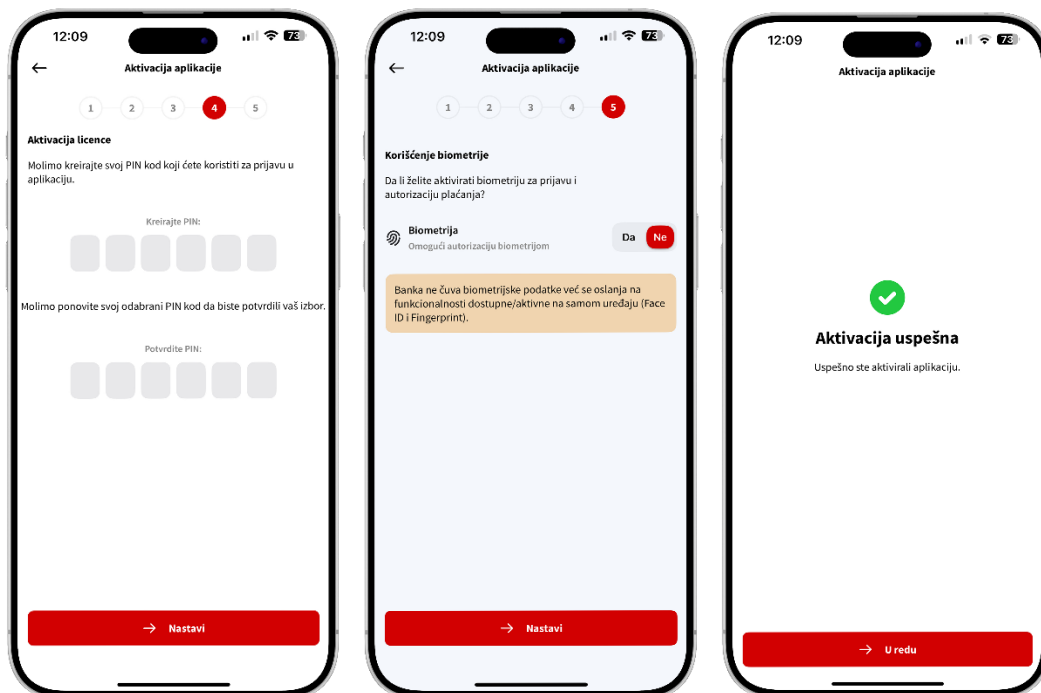 12:09
73
Aktivacija aplikacije
1 2 3 4 5
Aktivacija licence
Molimo kreirajte svoj PIN kod koji ćete koristiti za prijavu u
aplikaciju.
Kreirajte PIN:
Molimo ponovite svoj odabrani PIN kod da biste potvrdili vaš izbor.
Potvrdite PIN:
Nastavi
12:09
73
Aktivacija aplikacije
1 2 3 4 5
Korišćenje biometrije
Da li želite aktivirati biometriju za prijavu i
autorizaciju plaćanja?
Biometrija
Omogući autorizaciju biometrijom
Da Ne
Banka ne čuva biometrijske podatke već se oslanja na
funkcionalnosti dostupne/aktivne na samom uređaju (Face
ID i Fingerprint).
Nastavi
12:09
73
Aktivacija aplikacije
Aktivacija uspešna
Uspešno ste aktivirali aplikaciju.
U redu